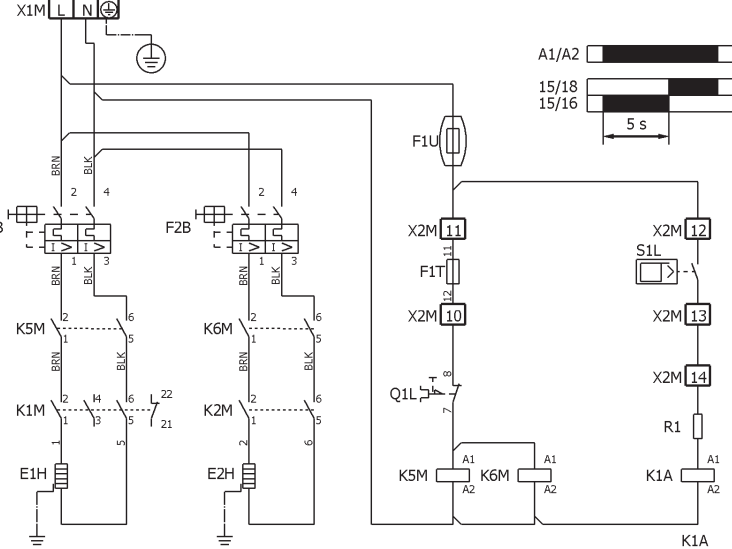 X1M L N
A1/A2
15/18
15/16
5 s
F1U
BRN BLK
2 4 2 4
B F2B
I > I > I > I >
1 3 1 3
BRN BLK BRN BLK
X2M 11 X2M 12
11
F1T
12
S1L
X2M 10 X2M 13
K5M 2 1 6 5
K6M 2 1 6 5
BRN BLK BRN BLK
X2M 14
8
Q1L
7
K1M 2 1 4 3 6 5 22 21
K2M 2 1 6 5
R1
1 5 2 6
E1H E2H
K5M A1 A2
K6M A1 A2
K1A A1 A2
K1A